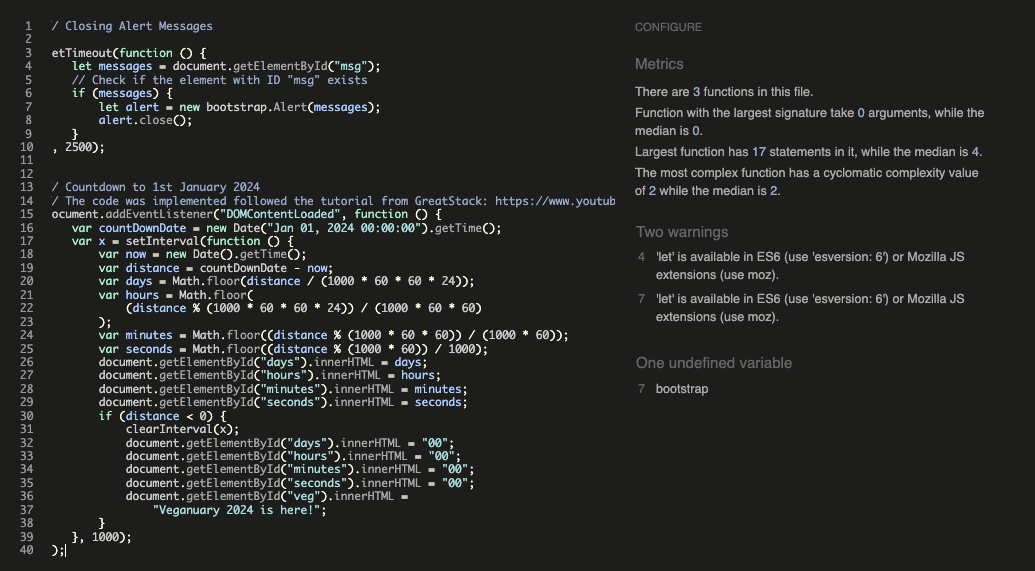 1 / Closing Alert Messages
2
3 etTimeout(function () {
4 let messages = document.getElementById("msg");
5 // Check if the element with ID "msg" exists
6 if (messages) {
7 let alert = new bootstrap.Alert(messages);
8 alert.close();
9 }
10 , 2500);
11
12
13 / Countdown to 1st January 2024
14 / The code was implemented followed the tutorial from GreatStack: https://www.youtub
15 ocument.addEventListener("DOMContentLoaded", function () {
16 var countDownDate = new Date("Jan 01, 2024 00:00:00").getTime();
17 var x = setInterval(function () {
18 var now = new Date().getTime();
19 var distance = countDownDate - now;
20 var days = Math.floor(distance / (1000 * 60 * 60 * 24));
21 var hours = Math.floor(
22 (distance % (1000 * 60 * 60 * 24)) / (1000 * 60 * 60)
23 );
24 var minutes = Math.floor((distance % (1000 * 60 * 60)) / (1000 * 60));
25 var seconds = Math.floor((distance % (1000 * 60)) / 1000);
26 document.getElementById("days").innerHTML = days;
27 document.getElementById("hours").innerHTML = hours;
28 document.getElementById("minutes").innerHTML = minutes;
29 document.getElementById("seconds").innerHTML = seconds;
30 if (distance < 0) {
31 clearInterval(x);
32 document.getElementById("days").innerHTML = "00";
33 document.getElementById("hours").innerHTML = "00";
34 document.getElementById("minutes").innerHTML = "00";
35 document.getElementById("seconds").innerHTML = "00";
36 document.getElementById("veg").innerHTML =
37 "Veganuary 2024 is here!";
38 }
39 }, 1000);
40 );
CONFIGURE
Metrics
There are 3 functions in this file.
Function with the largest signature take 0 arguments, while the
median is 0.
Largest function has 17 statements in it, while the median is 4.
The most complex function has a cyclomatic complexity value
of 2 while the median is 2.
Two warnings
4 'let' is available in ES6 (use 'esversion: 6') or Mozilla JS
extensions (use moz).
7 'let' is available in ES6 (use 'esversion: 6') or Mozilla JS
extensions (use moz).
One undefined variable
7 bootstrap